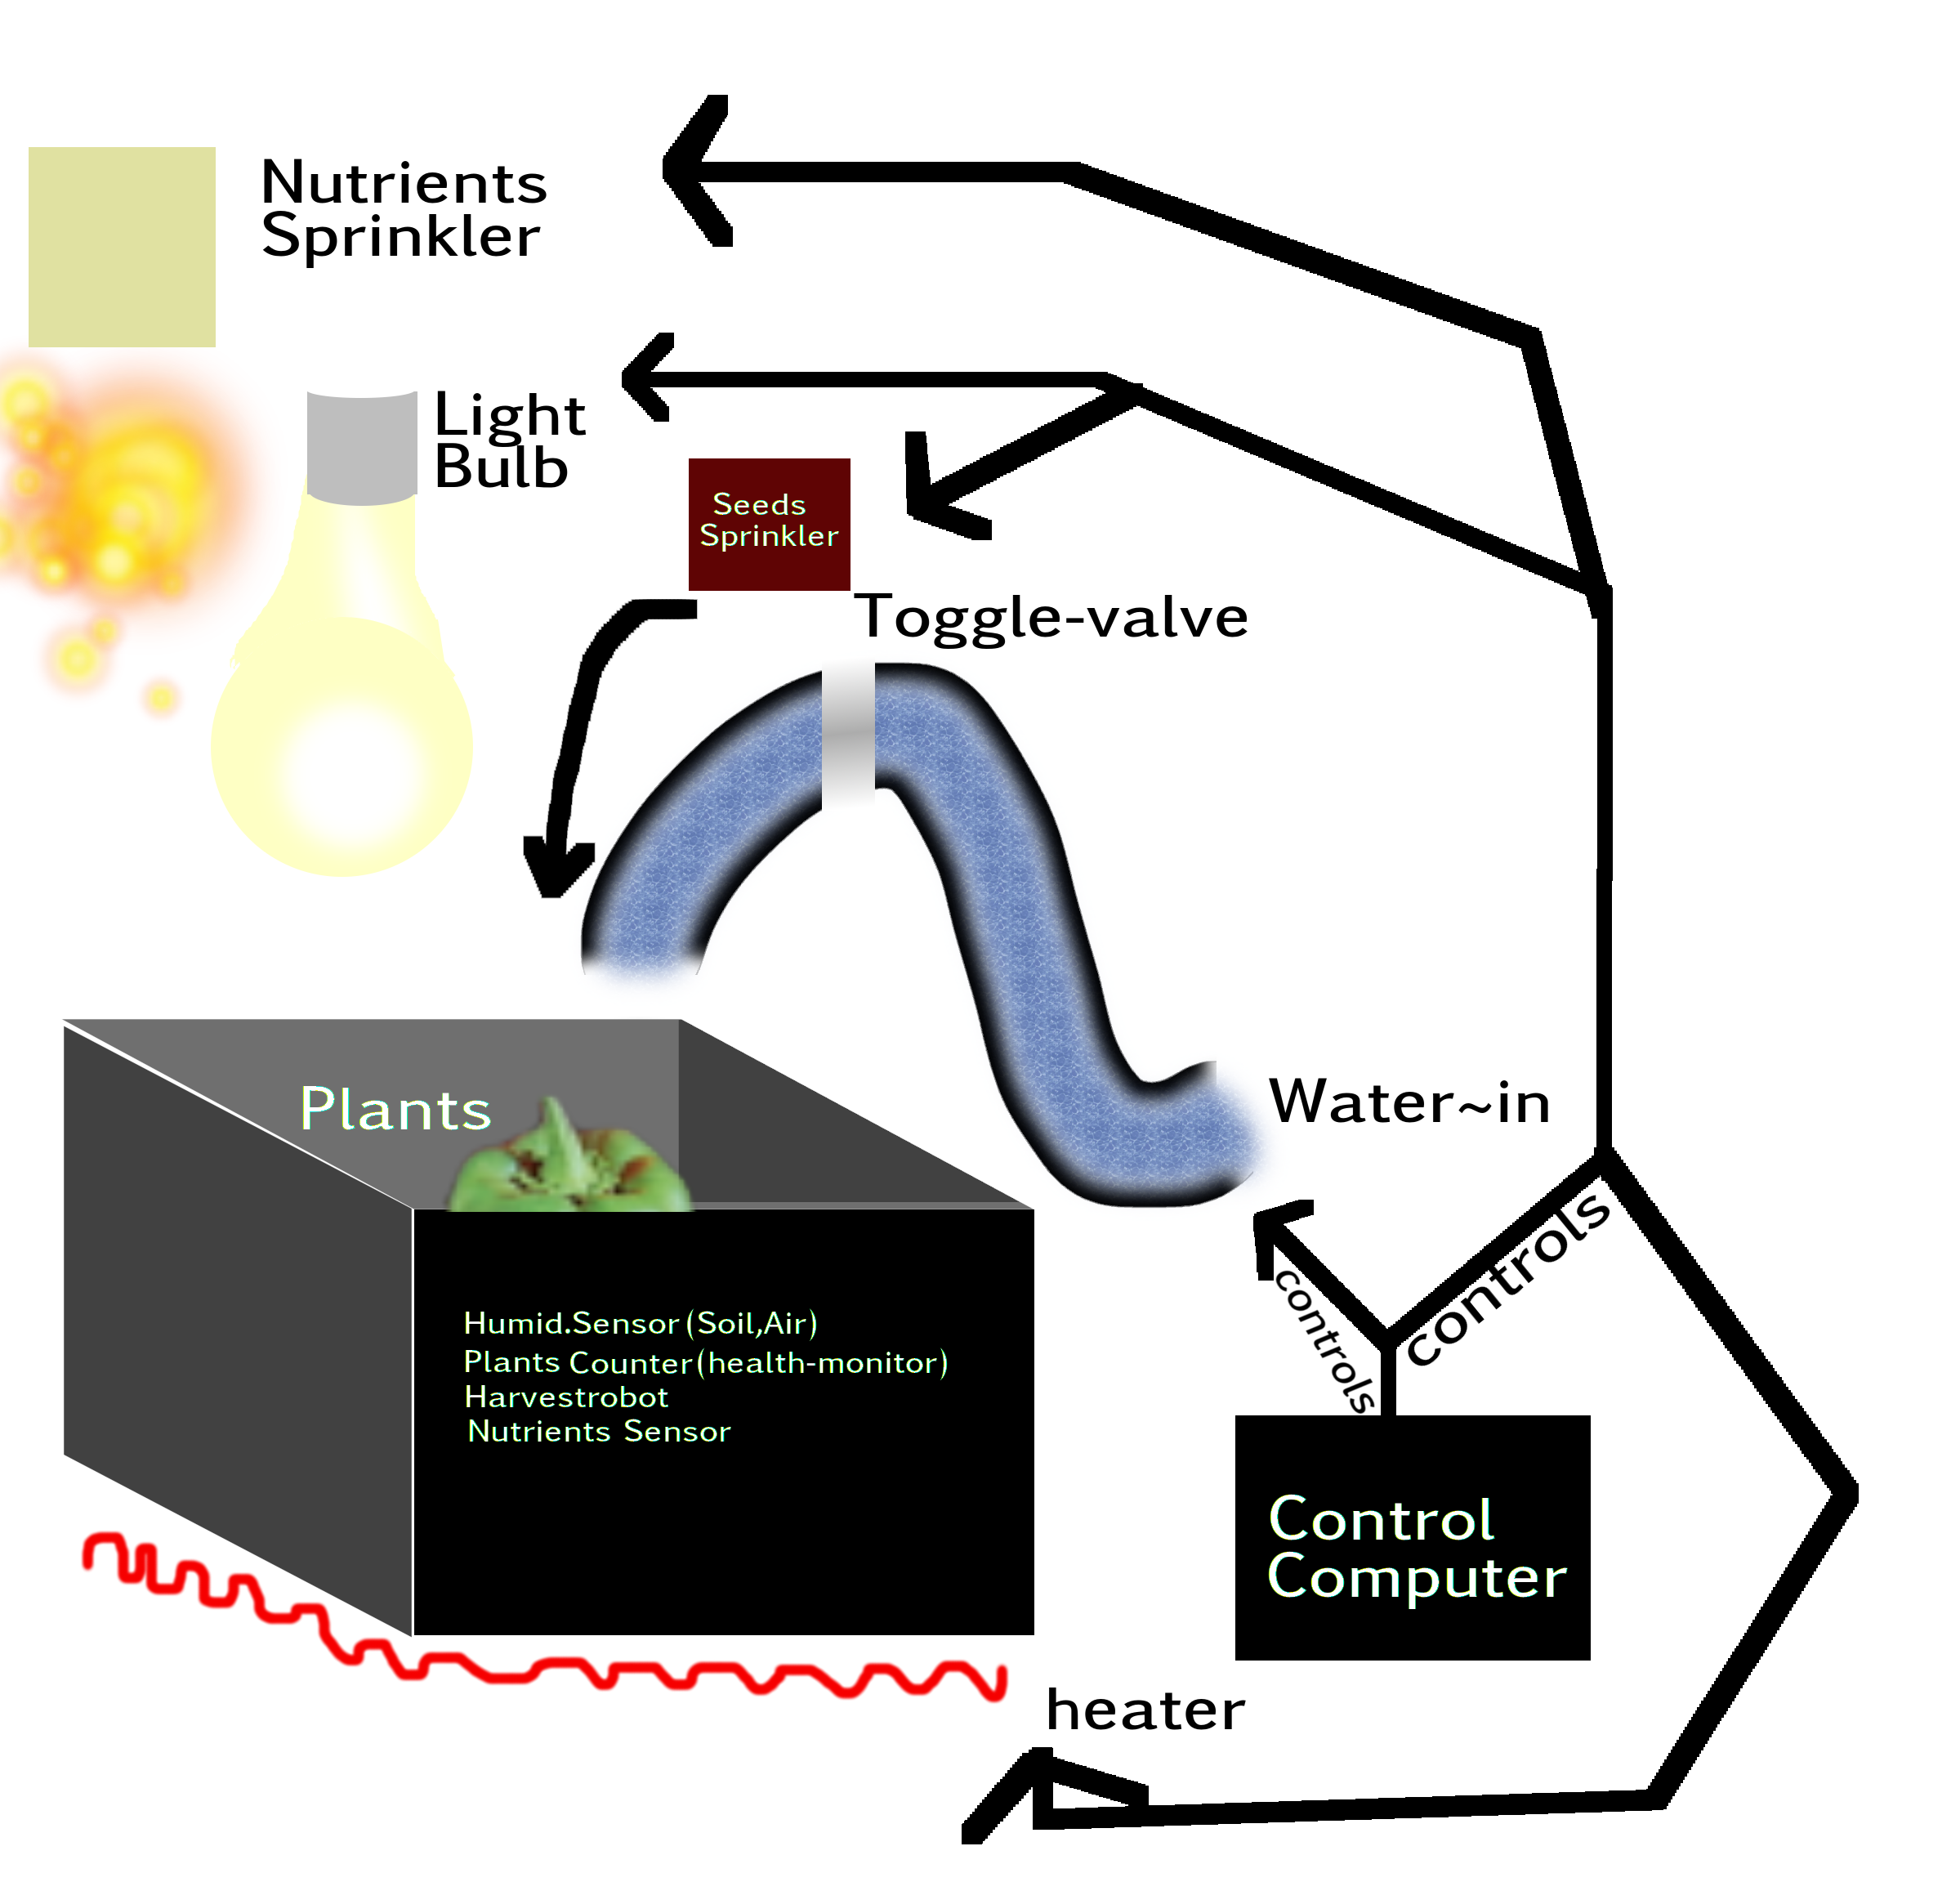 Nutrients
Sprinkler
Light
Bulb
Seeds
Sprinkler
Toggle-valve
Water~in
Plants
controls
controls
Humid.Sensor(Soil,Air)
Plants Counter(health-monitor)
Harvestrobot
Nutrients Sensor
Control
Computer
heater